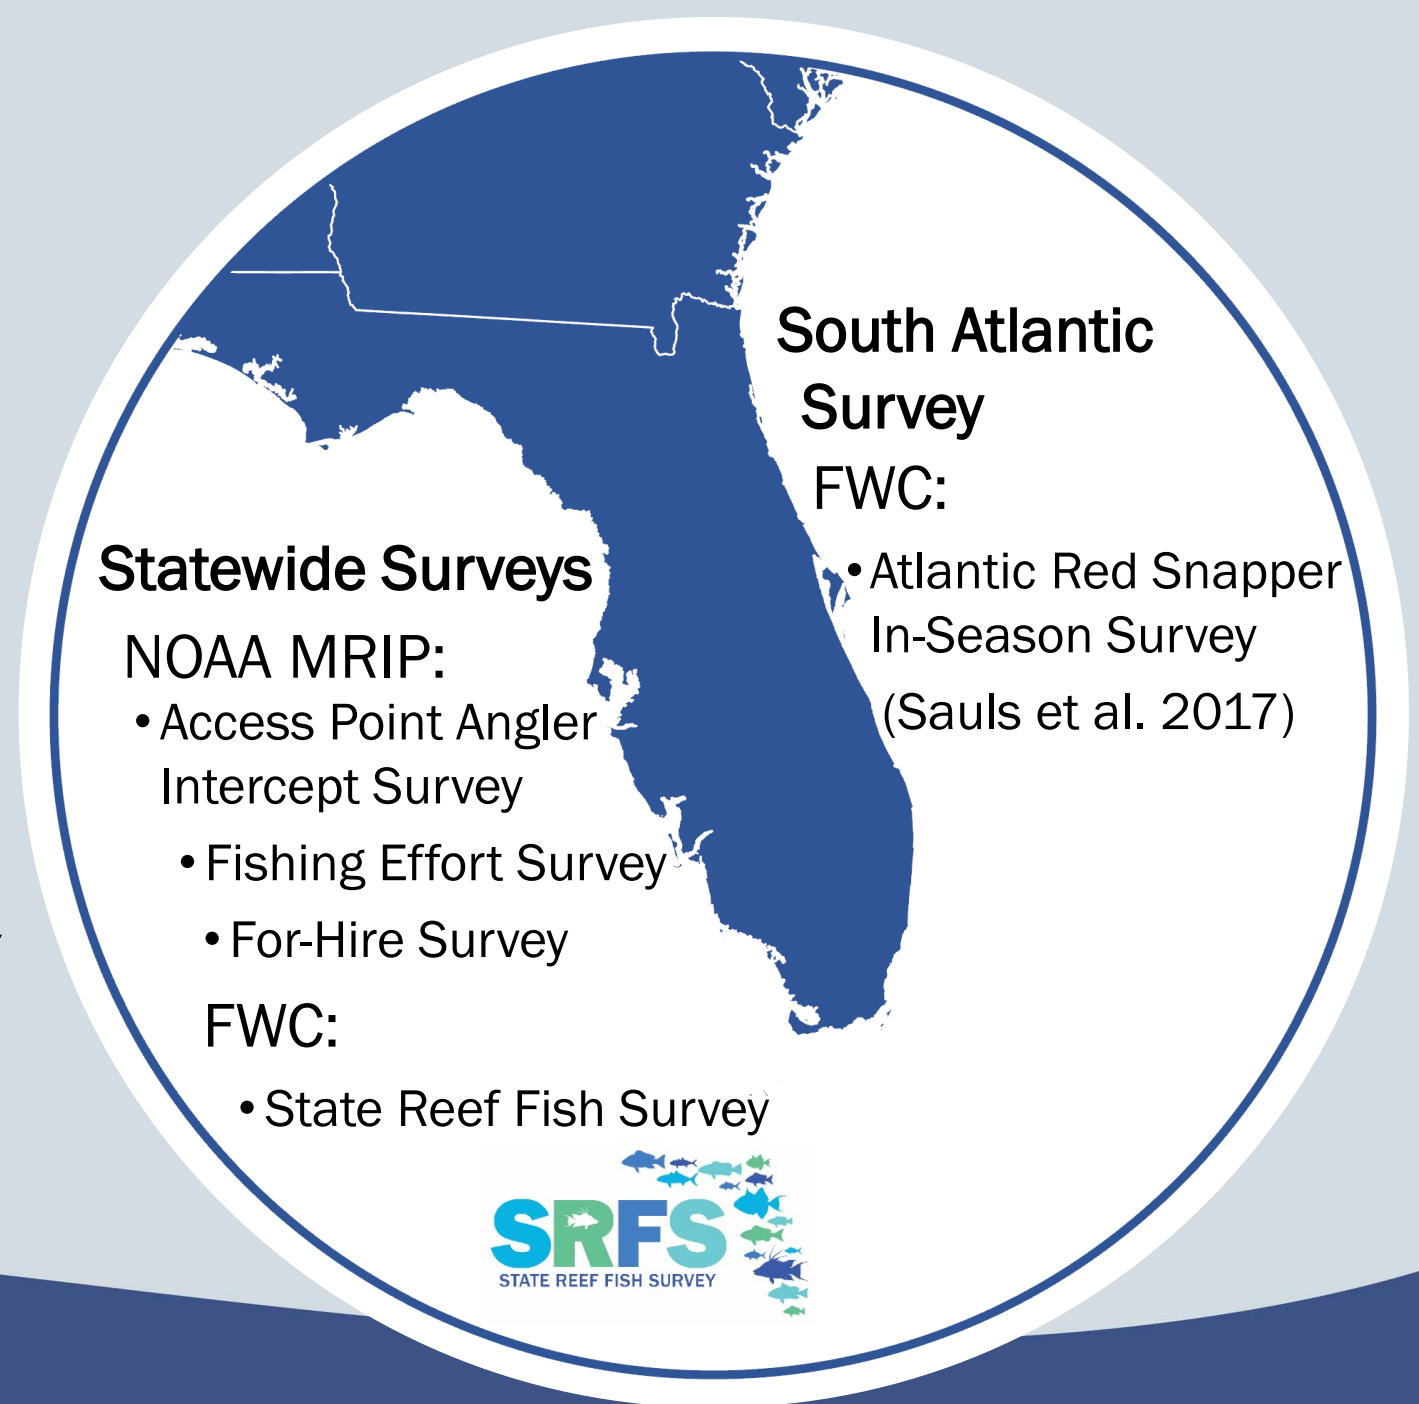 South Atlantic
Survey
FWC:
•Atlantic Red Snapper
In-Season Survey
(Sauls et al. 2017)
Statewide Surveys
NOAA MRIP:
•Access Point Angler
Intercept Survey
•Fishing Effort Survey
•For-Hire Survey
FWC:
•State Reef Fish Survey
SRFS
STATE REEF FISH SURVEY